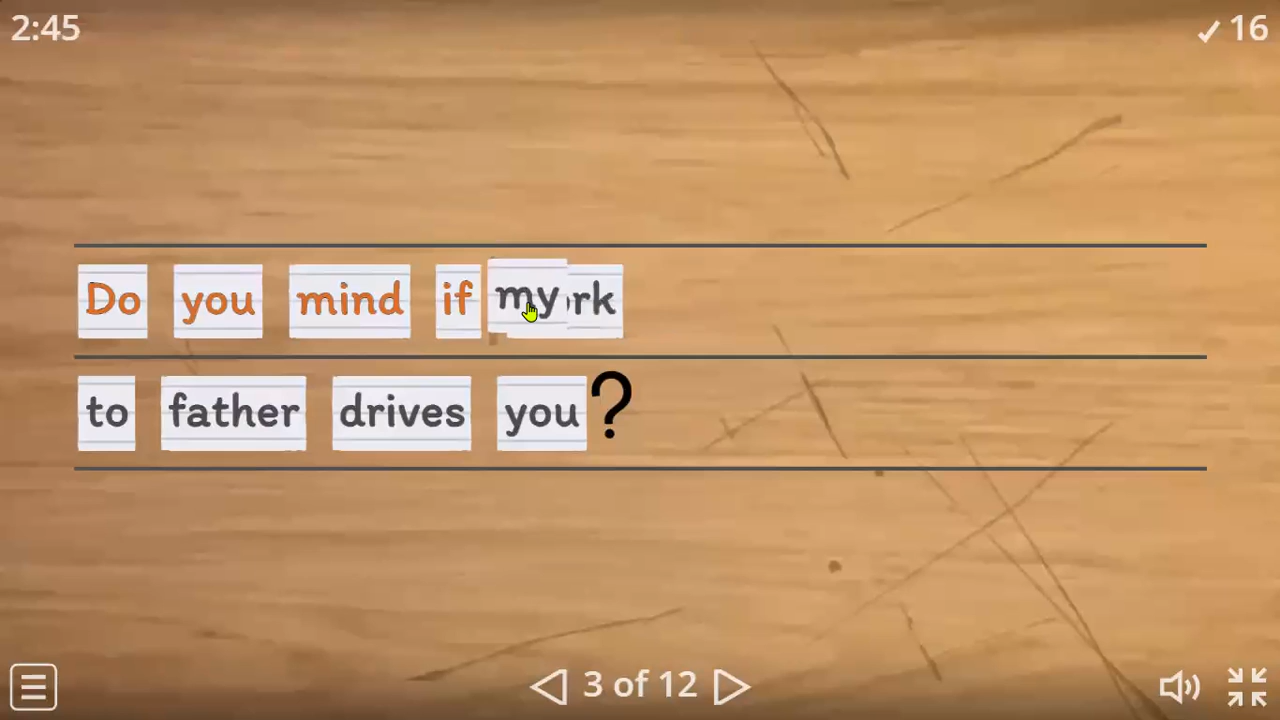 2:45 ✓ 16
Do you mind if my
to father drives you?
3 of 12